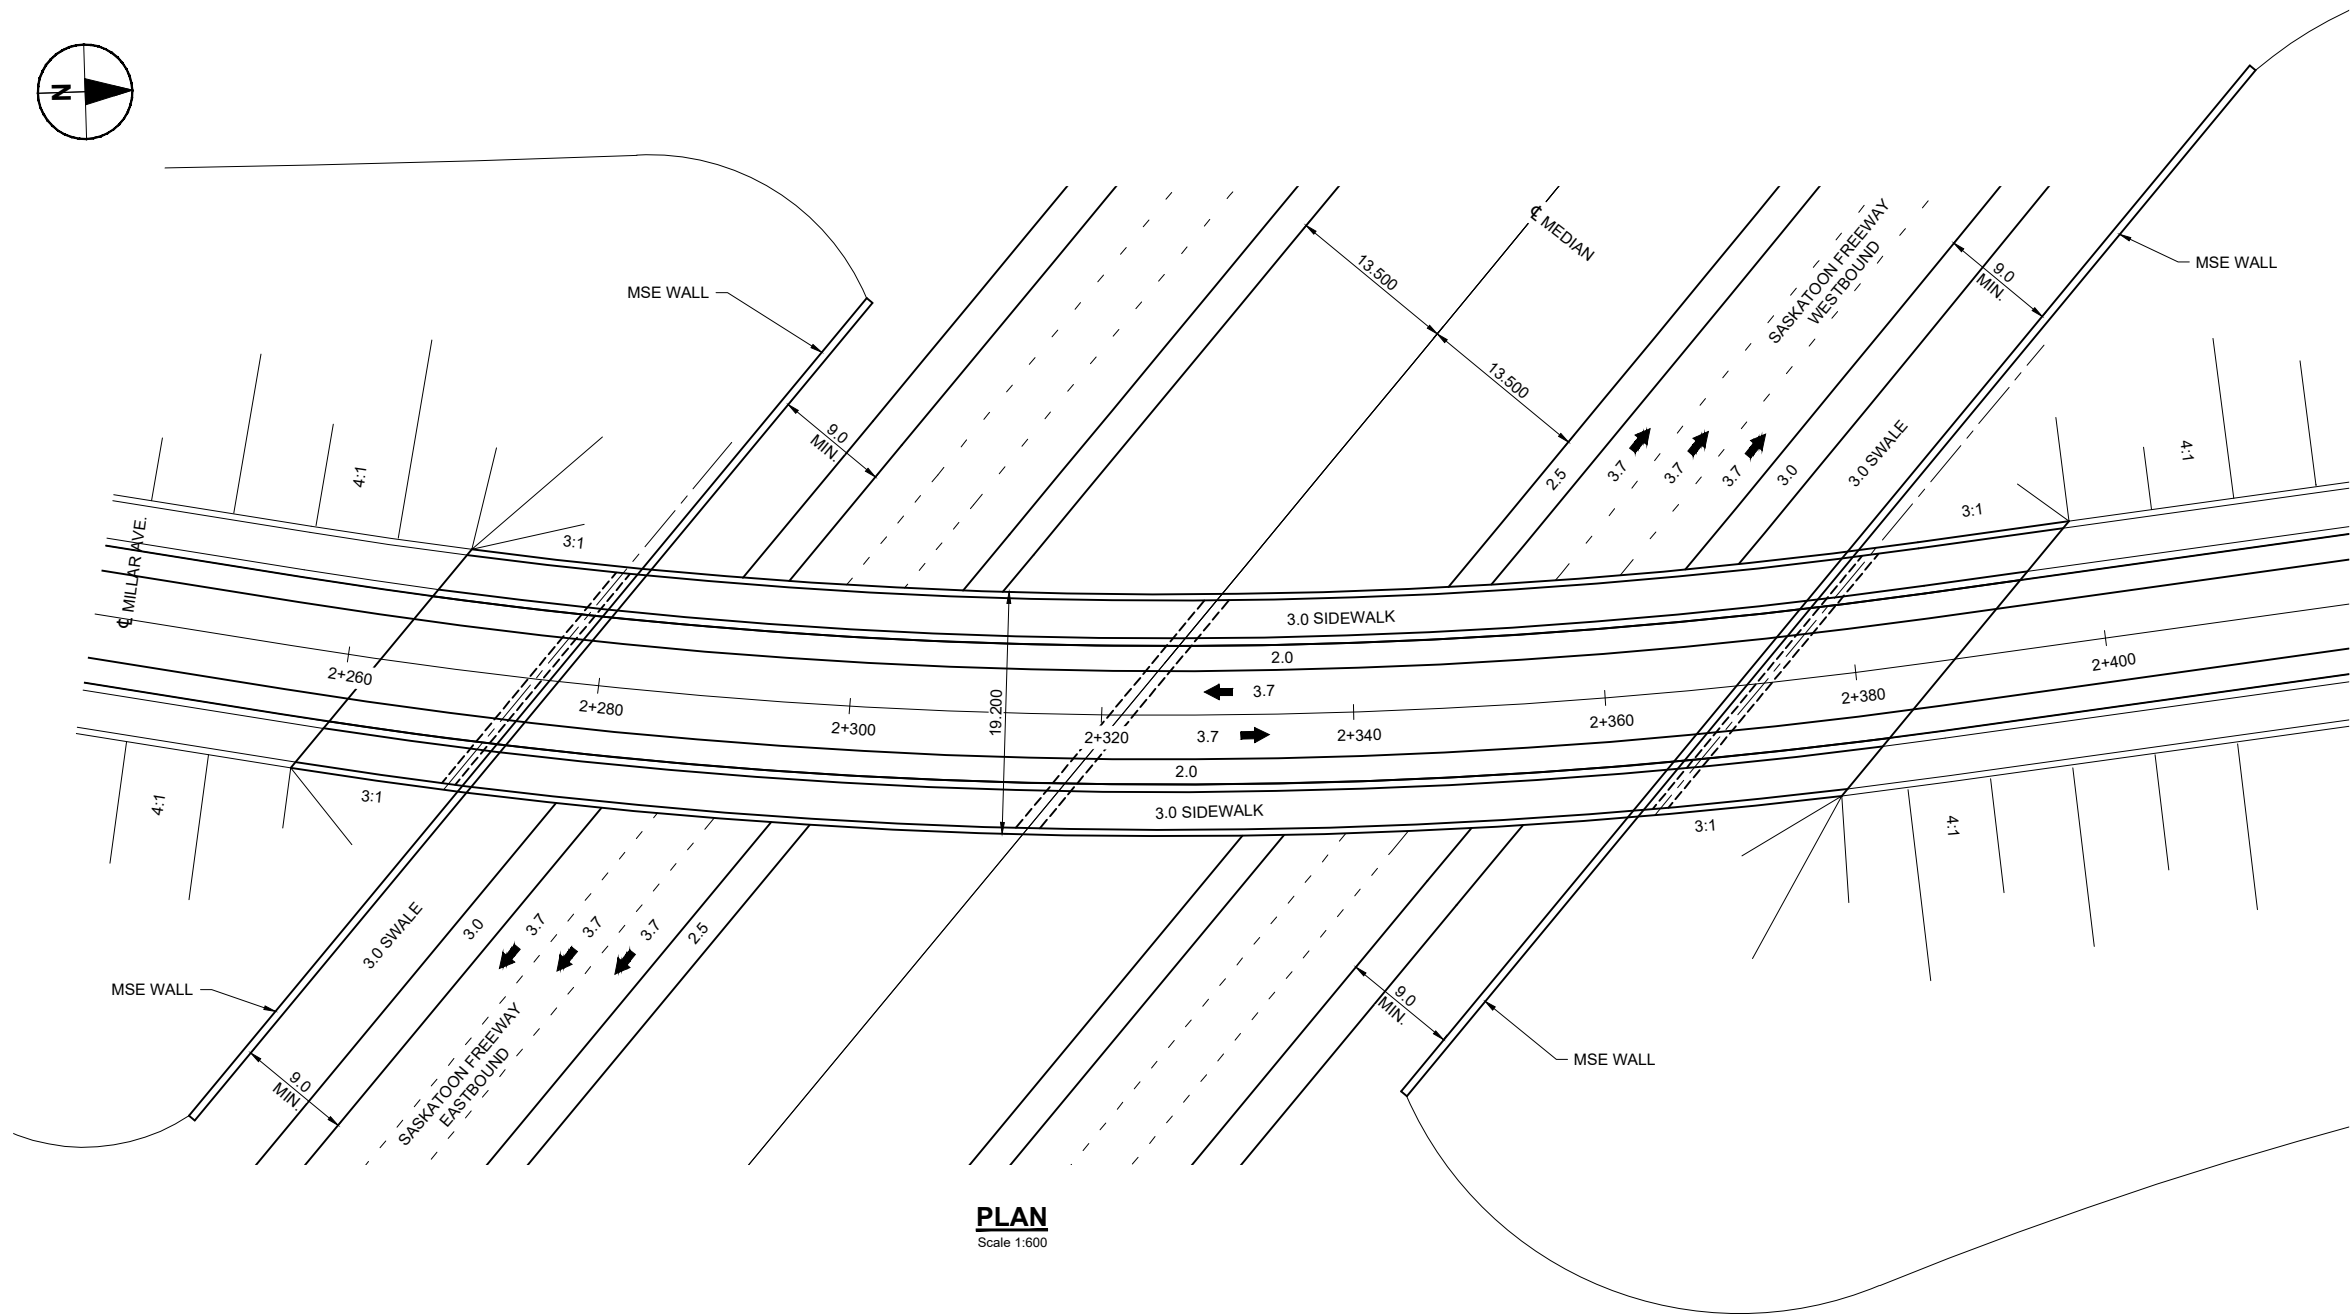 N
MSE WALL
℄ MEDIAN
13.500
13.500
SASKATOON FREEWAY
WESTBOUND
9.0
MIN.
MSE WALL
9.0
MIN.
4:1
3:1
2.5
3.7
3.7
3.7
3.0
3.0 SWALE
3:1
4:1
℄ MILLAR AVE.
3.0 SIDEWALK
2.0
3.7
19.200
2+260
2+280
2+300
2+320
3.7
2+340
2+360
2+380
2+400
2.0
3.0 SIDEWALK
4:1
3:1
3:1
4:1
3.0 SWALE
3.0
3.7
3.7
3.7
2.5
MSE WALL
9.0
MIN.
SASKATOON FREEWAY
EASTBOUND
9.0
MIN.
MSE WALL
PLAN
Scale 1:600